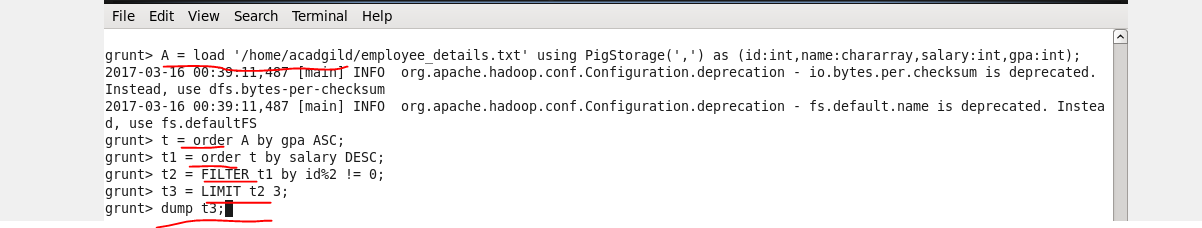 File Edit View Search Terminal Help
grunt> A = load '/home/acadgild/employee_details.txt' using PigStorage(',') as (id:int,name:chararray,salary:int,gpa:int);
2017-03-16 00:39:11,487 [main] INFO  org.apache.hadoop.conf.Configuration.deprecation - io.bytes.per.checksum is deprecated.
Instead, use dfs.bytes-per-checksum
2017-03-16 00:39:11,487 [main] INFO  org.apache.hadoop.conf.Configuration.deprecation - fs.default.name is deprecated. Instea
d, use fs.defaultFS
grunt> t = order A by gpa ASC;
grunt> t1 = order t by salary DESC;
grunt> t2 = FILTER t1 by id%2 != 0;
grunt> t3 = LIMIT t2 3;
grunt> dump t3;